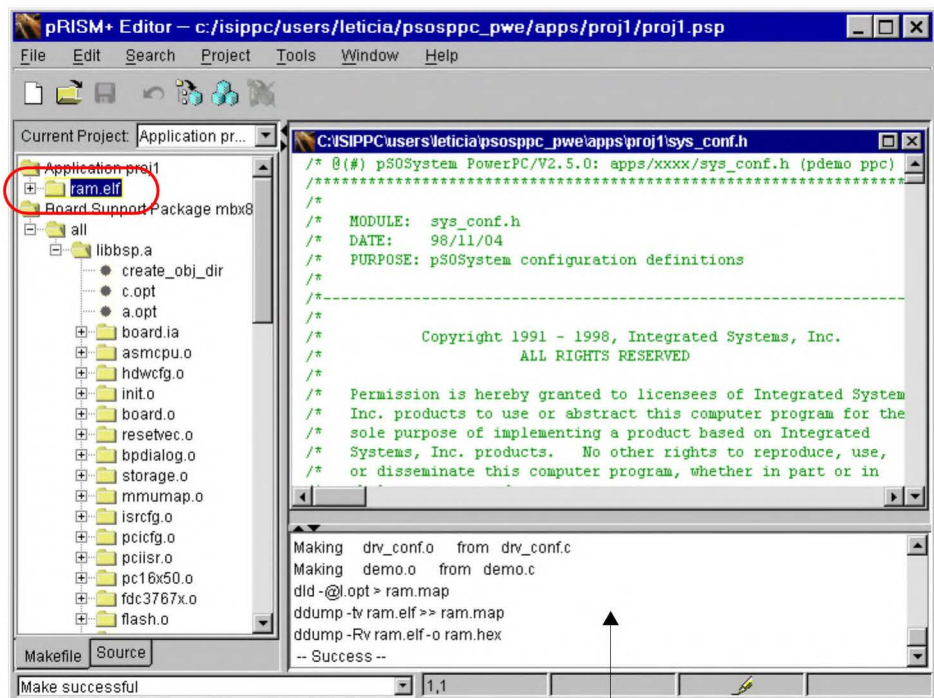 pRISM+ Editor – c:/isippc/users/leticia/psosppc_pwe/apps/proj1/proj1.psp
File Edit Search Project Tools Window Help
Current Project: Application pr...
Application proj1
ram.elf
Board Support Package mbx8
all
libbsp.a
create_obj_dir
c.opt
a.opt
board.ia
asmcpu.o
hdwcfg.o
init.o
board.o
resetvec.o
bpdialog.o
storage.o
mmumap.o
isrcfg.o
pcicfg.o
pciisr.o
pc16x50.o
fdc3767x.o
flash.o
Makefile Source
C:\ISIPPC\users\leticia\psosppc_pwe\apps\proj1\sys_conf.h
/* @(#) pSOSystem PowerPC/V2.5.0: apps/xxxx/sys_conf.h (pdemo ppc)
/***********************************************************************
/*
/* MODULE: sys_conf.h
/* DATE: 98/11/04
/* PURPOSE: pSOSystem configuration definitions
/*
/*-----------------------------------------------------------------------
/*
/* Copyright 1991 - 1998, Integrated Systems, Inc.
/* ALL RIGHTS RESERVED
/*
/* Permission is hereby granted to licensees of Integrated System
/* Inc. products to use or abstract this computer program for the
/* sole purpose of implementing a product based on Integrated
/* Systems, Inc. products. No other rights to reproduce, use,
/* or disseminate this computer program, whether in part or in
Making drv_conf.o from drv_conf.c
Making demo.o from demo.c
dld -@l.opt > ram.map
ddump -tv ram.elf >> ram.map
ddump -Rv ram.elf -o ram.hex
-- Success --
Make successful 1,1